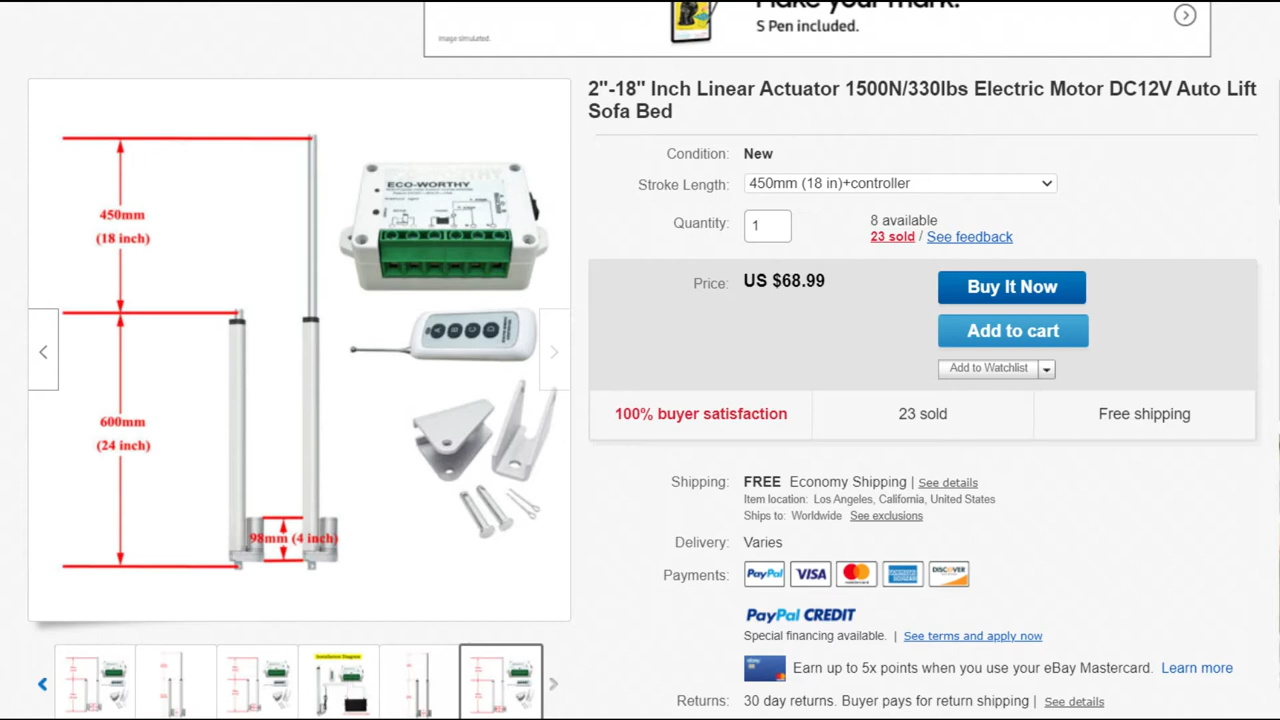 Make your mark.
S Pen included.
Image simulated.
2"-18" Inch Linear Actuator 1500N/330lbs Electric Motor DC12V Auto Lift
Sofa Bed
Condition: New
Stroke Length: 450mm (18 in)+controller
Quantity: 1
8 available
23 sold / See feedback
Price: US $68.99
Buy It Now
Add to cart
Add to Watchlist
100% buyer satisfaction
23 sold
Free shipping
Shipping: FREE Economy Shipping | See details
Item location: Los Angeles, California, United States
Ships to: Worldwide See exclusions
Delivery: Varies
Payments: PayPal VISA DISCOVER
PayPal CREDIT
Special financing available. | See terms and apply now
Earn up to 5x points when you use your eBay Mastercard. Learn more
Returns: 30 day returns. Buyer pays for return shipping | See details
450mm
(18 inch)
600mm
(24 inch)
98mm (4 inch)
ECO-WORTHY
A B C D
Installation Diagram